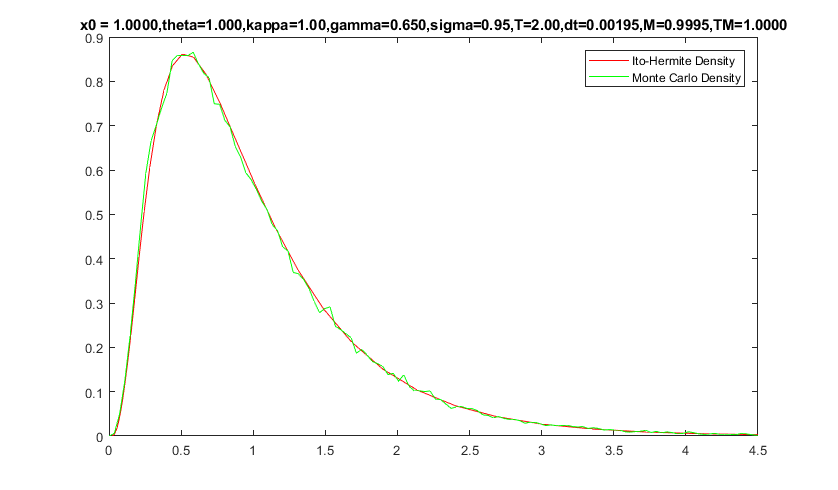 x0 = 1.0000,theta=1.000,kappa=1.00,gamma=0.650,sigma=0.95,T=2.00,dt=0.00195,M=0.9995,TM=1.0000
Ito-Hermite Density
Monte Carlo Density
0.9
0.8
0.7
0.6
0.5
0.4
0.3
0.2
0.1
0
0 0.5 1 1.5 2 2.5 3 3.5 4 4.5